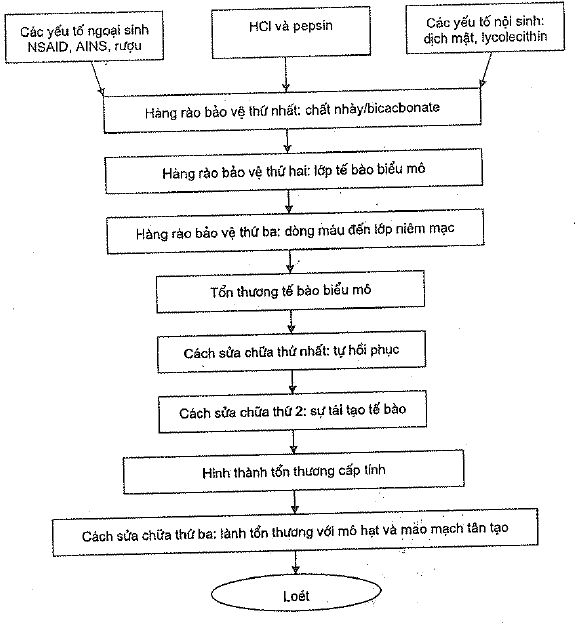 Các yếu tố ngoại sinh
NSAID, AINS, rượu
HCl và pepsin
Các yếu tố nội sinh:
dịch mật, lycolecithin
Hàng rào bảo vệ thứ nhất: chất nhày/bicacbonate
Hàng rào bảo vệ thứ hai: lớp tế bào biểu mô
Hàng rào bảo vệ thứ ba: dòng máu đến lớp niêm mạc
Tổn thương tế bào biểu mô
Cách sửa chữa thứ nhất: tự hồi phục
Cách sửa chữa thứ 2: sự tái tạo tế bào
Hình thành tổn thương cấp tính
Cách sửa chữa thứ ba: lành tổn thương với mô hạt và mao mạch tân tạo
Loét